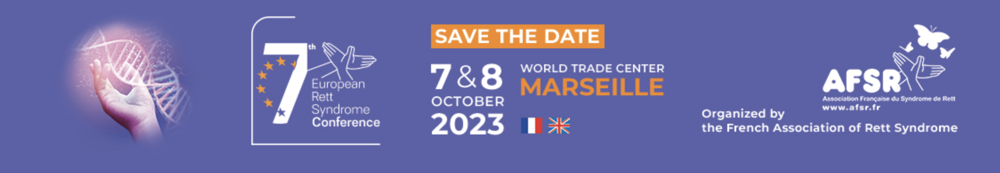 7th
European
Rett
Syndrome
Conference
SAVE THE DATE
7 & 8
OCTOBER
2023
WORLD TRADE CENTER
MARSEILLE
AFSR
Association Française du Syndrome de Rett
www.afsr.fr
Organized by
the French Association of Rett Syndrome